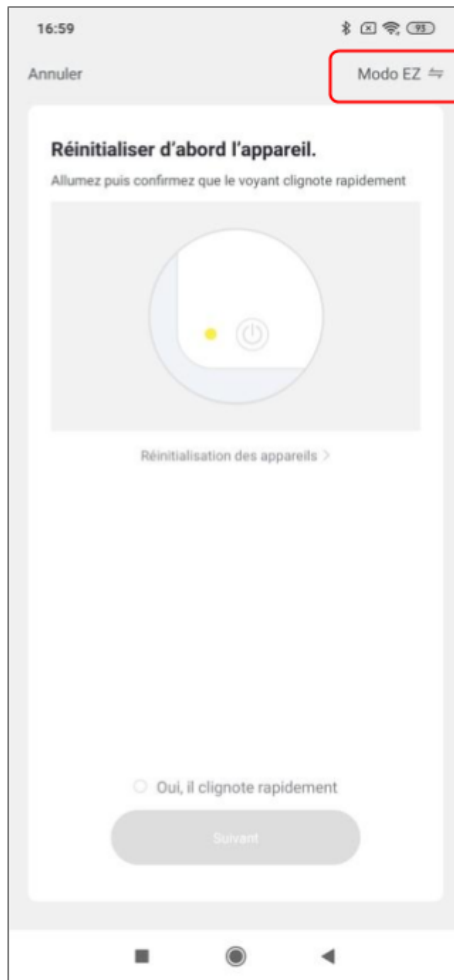 16:59
93
Annuler
Modo EZ
Réinitialiser d'abord l'appareil.
Allumez puis confirmez que le voyant clignote rapidement
Réinitialisation des appareils >
Oui, il clignote rapidement
Suivant